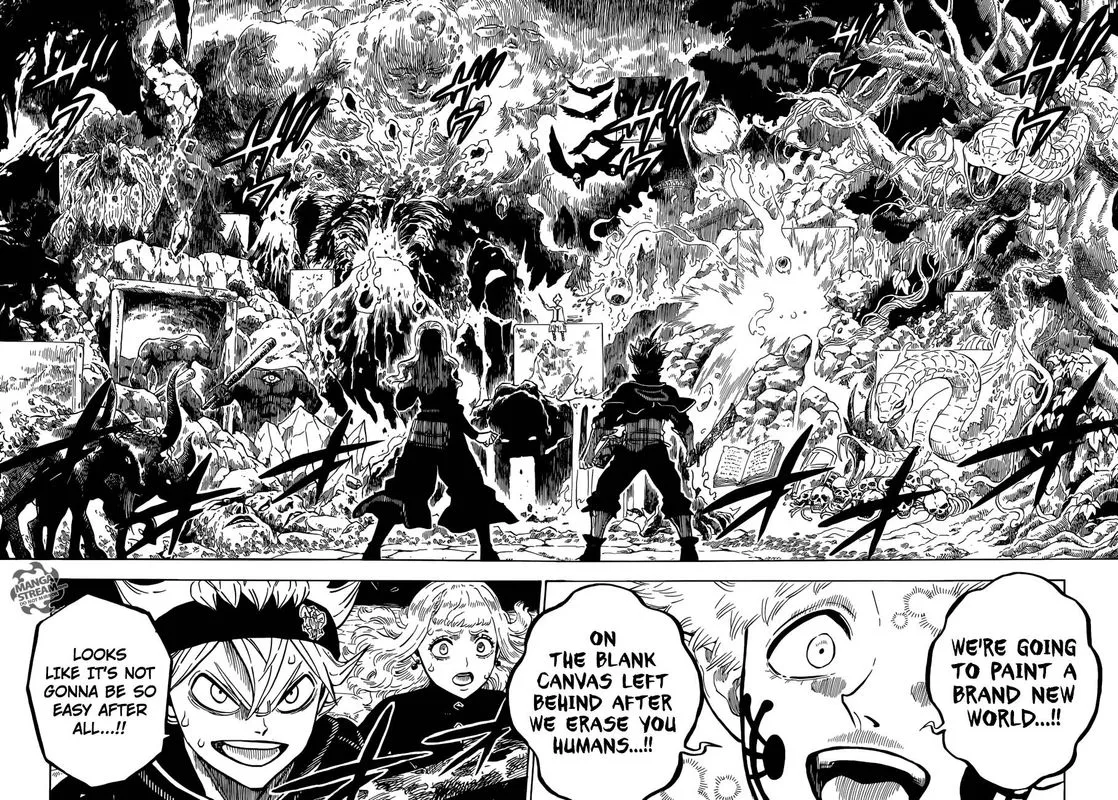 WE'RE GOING
TO PAINT A
BRAND NEW
WORLD...!!
ON
THE BLANK
CANVAS LEFT
BEHIND AFTER
WE ERASE YOU
HUMANS...!!
LOOKS
LIKE IT'S NOT
GONNA BE SO
EASY AFTER
ALL...!!
MANGA
STREAM